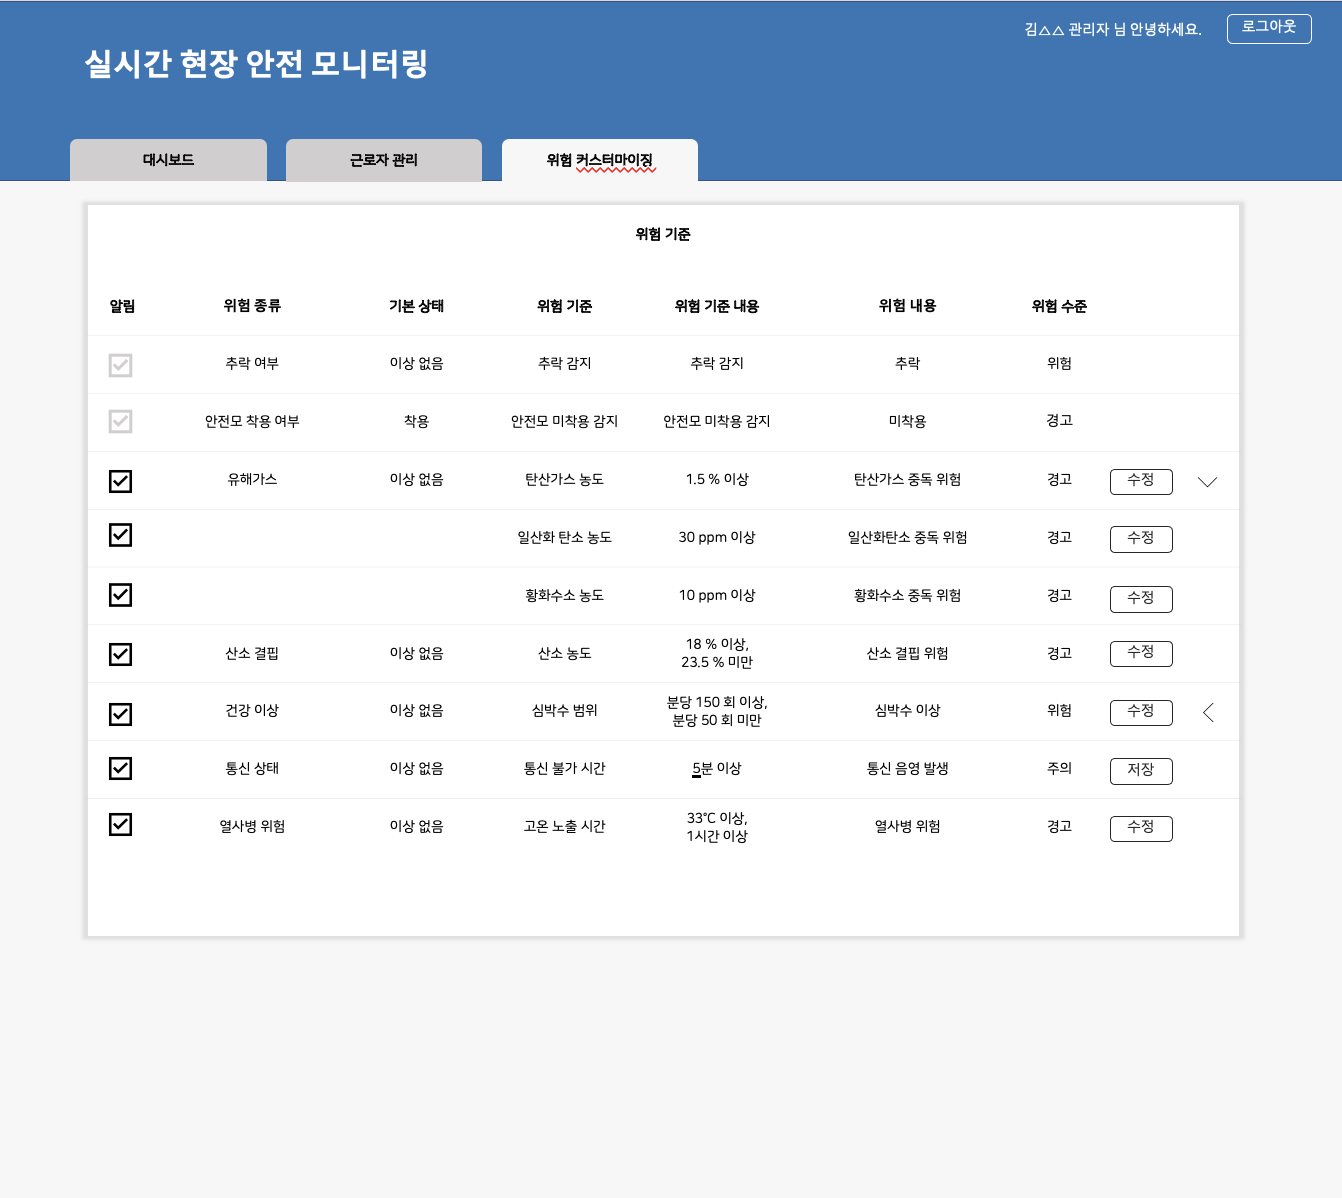 김△△ 관리자 님 안녕하세요.
로그아웃
실시간 현장 안전 모니터링
대시보드
근로자 관리
위험 커스터마이징
위험 기준
알림 위험 종류 기본 상태 위험 기준 위험 기준 내용 위험 내용 위험 수준
추락 여부 이상 없음 추락 감지 추락 감지 추락 위험
안전모 착용 여부 착용 안전모 미착용 감지 안전모 미착용 감지 미착용 경고
유해가스 이상 없음 탄산가스 농도 1.5 % 이상 탄산가스 중독 위험 경고 수정
일산화 탄소 농도 30 ppm 이상 일산화탄소 중독 위험 경고 수정
황화수소 농도 10 ppm 이상 황화수소 중독 위험 경고 수정
산소 결핍 이상 없음 산소 농도 18 % 이상,
23.5 % 미만 산소 결핍 위험 경고 수정
건강 이상 이상 없음 심박수 범위 분당 150 회 이상,
분당 50 회 미만 심박수 이상 위험 수정
통신 상태 이상 없음 통신 불가 시간 5분 이상 통신 음영 발생 주의 저장
열사병 위험 이상 없음 고온 노출 시간 33℃ 이상,
1시간 이상 열사병 위험 경고 수정